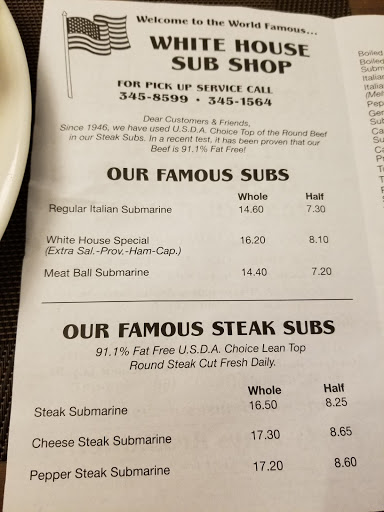 Welcome to the World Famous...
WHITE HOUSE
SUB SHOP
FOR PICK UP SERVICE CALL
345-8599 • 345-1564
Dear Customers & Friends,
Since 1946, we have used U.S.D.A. Choice Top of the Round Beef
in our Steak Subs. In a recent test, it has been proven that our
Beef is 91.1% Fat Free!
OUR FAMOUS SUBS
Whole Half
Regular Italian Submarine 14.60 7.30
White House Special 16.20 8.10
(Extra Sal.-Prov.-Ham-Cap.)
Meat Ball Submarine 14.40 7.20
OUR FAMOUS STEAK SUBS
91.1% Fat Free U.S.D.A. Choice Lean Top
Round Steak Cut Fresh Daily.
Whole Half
Steak Submarine 16.50 8.25
Cheese Steak Submarine 17.30 8.65
Pepper Steak Submarine 17.20 8.60
Boiled
Boiled
Italian
Italia
(Mel